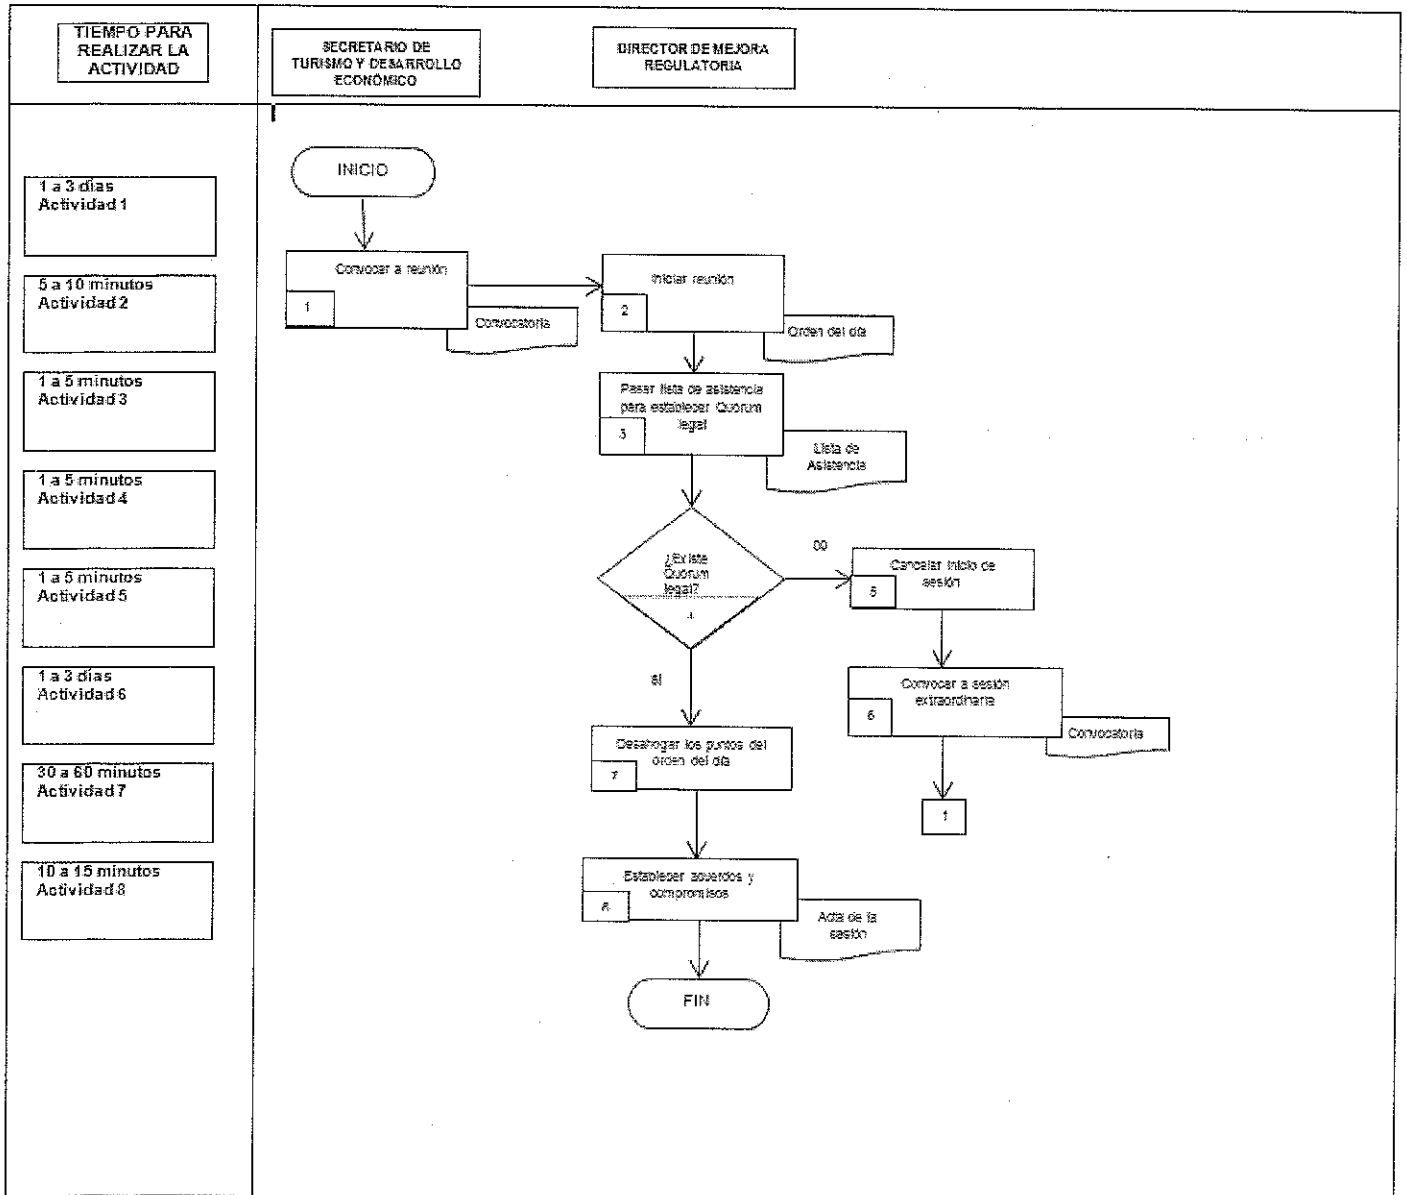 TIEMPO PARA
REALIZAR LA
ACTIVIDAD
SECRETARIO DE
TURISMO Y DESARROLLO
ECONÓMICO
DIRECTOR DE MEJORA
REGULATORIA
1 a 3 días
Actividad 1
5 a 10 minutos
Actividad 2
1 a 5 minutos
Actividad 3
1 a 5 minutos
Actividad 4
1 a 5 minutos
Actividad 5
1 a 3 días
Actividad 6
30 a 60 minutos
Actividad 7
10 a 15 minutos
Actividad 8
INICIO
Convocar a reunión
1
Convocatoria
Iniciar reunión
2
Orden del día
Pasar lista de asistencia
para establecer Quorum
legal
3
Lista de
Asistencia
¿Existe
Quorum
legal?
4
no
Cancelar inicio de
sesión
5
Convocar a sesión
extraordinaria
6
Convocatoria
1
si
Desahogar los puntos del
orden del día
7
Establecer acuerdos y
compromisos
8
Acta de la
sesión
FIN